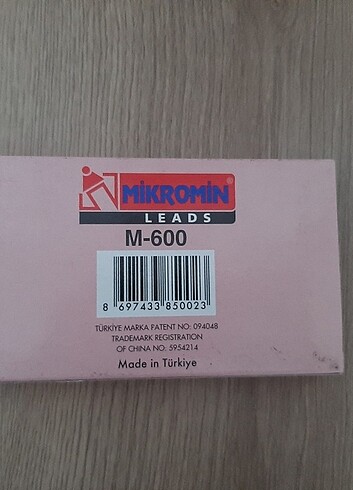 MİKROMİN®
LEADS
M-600
8 697433 850023
TÜRKİYE MARKA PATENT NO: 094048
TRADEMARK REGISTRATION
OF CHINA NO: 5954214
Made in Türkiye